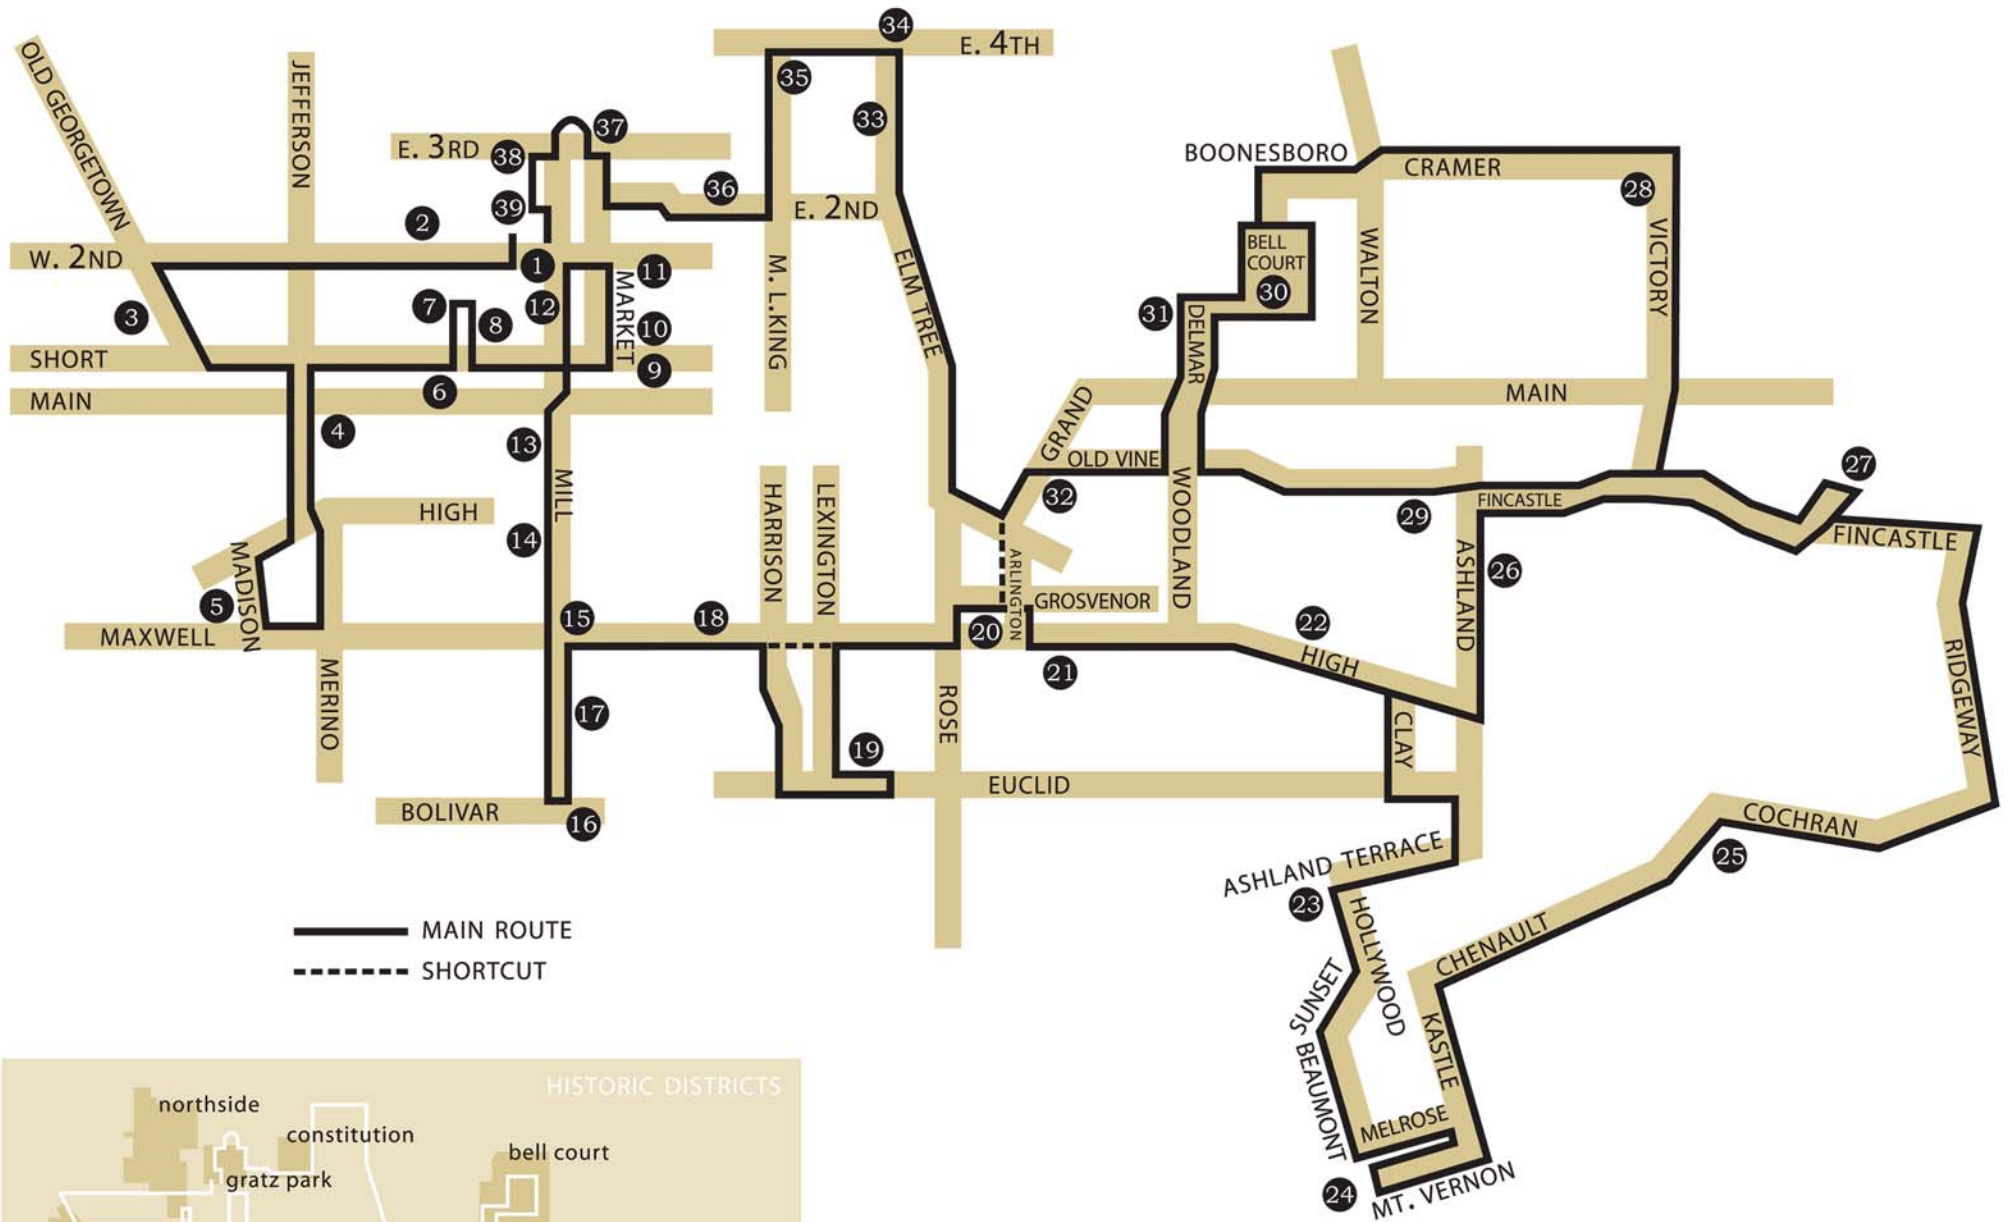 34
E. 4TH
OLD GEORGETOWN
JEFFERSON
35
33
37
E. 3RD
38
BOONESBORO
CRAMER
28
36
39
E. 2ND
2
W. 2ND
1
11
MARKET
M. L.KING
ELM TREE
BELL
COURT
30
WALTON
VICTORY
3
7
8
12
10
31
DELMAR
SHORT
9
6
MAIN
MAIN
4
13
GRAND
OLD VINE
27
MILL
HARRISON
LEXINGTON
32
WOODLAND
FINCASTLE
29
HIGH
14
FINCASTLE
MADISON
ARLINGTON
ASHLAND
26
5
GROSVENOR
15
18
20
22
MAXWELL
HIGH
RIDGEWAY
MERINO
21
17
ROSE
CLAY
19
EUCLID
BOLIVAR
16
COCHRAN
25
ASHLAND TERRACE
23
HOLLYWOOD
MAIN ROUTE
CHENAULT
SHORTCUT
SUNSET
KASTLE
BEAUMONT
MELROSE
24
MT. VERNON
HISTORIC DISTRICTS
northside
constitution
bell court
gratz park